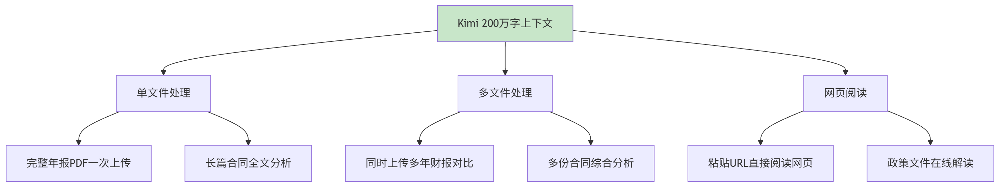 Kimi 200万字上下文
单文件处理
多文件处理
网页阅读
完整年报PDF一次上传
长篇合同全文分析
同时上传多年财报对比
多份合同综合分析
粘贴URL直接阅读网页
政策文件在线解读